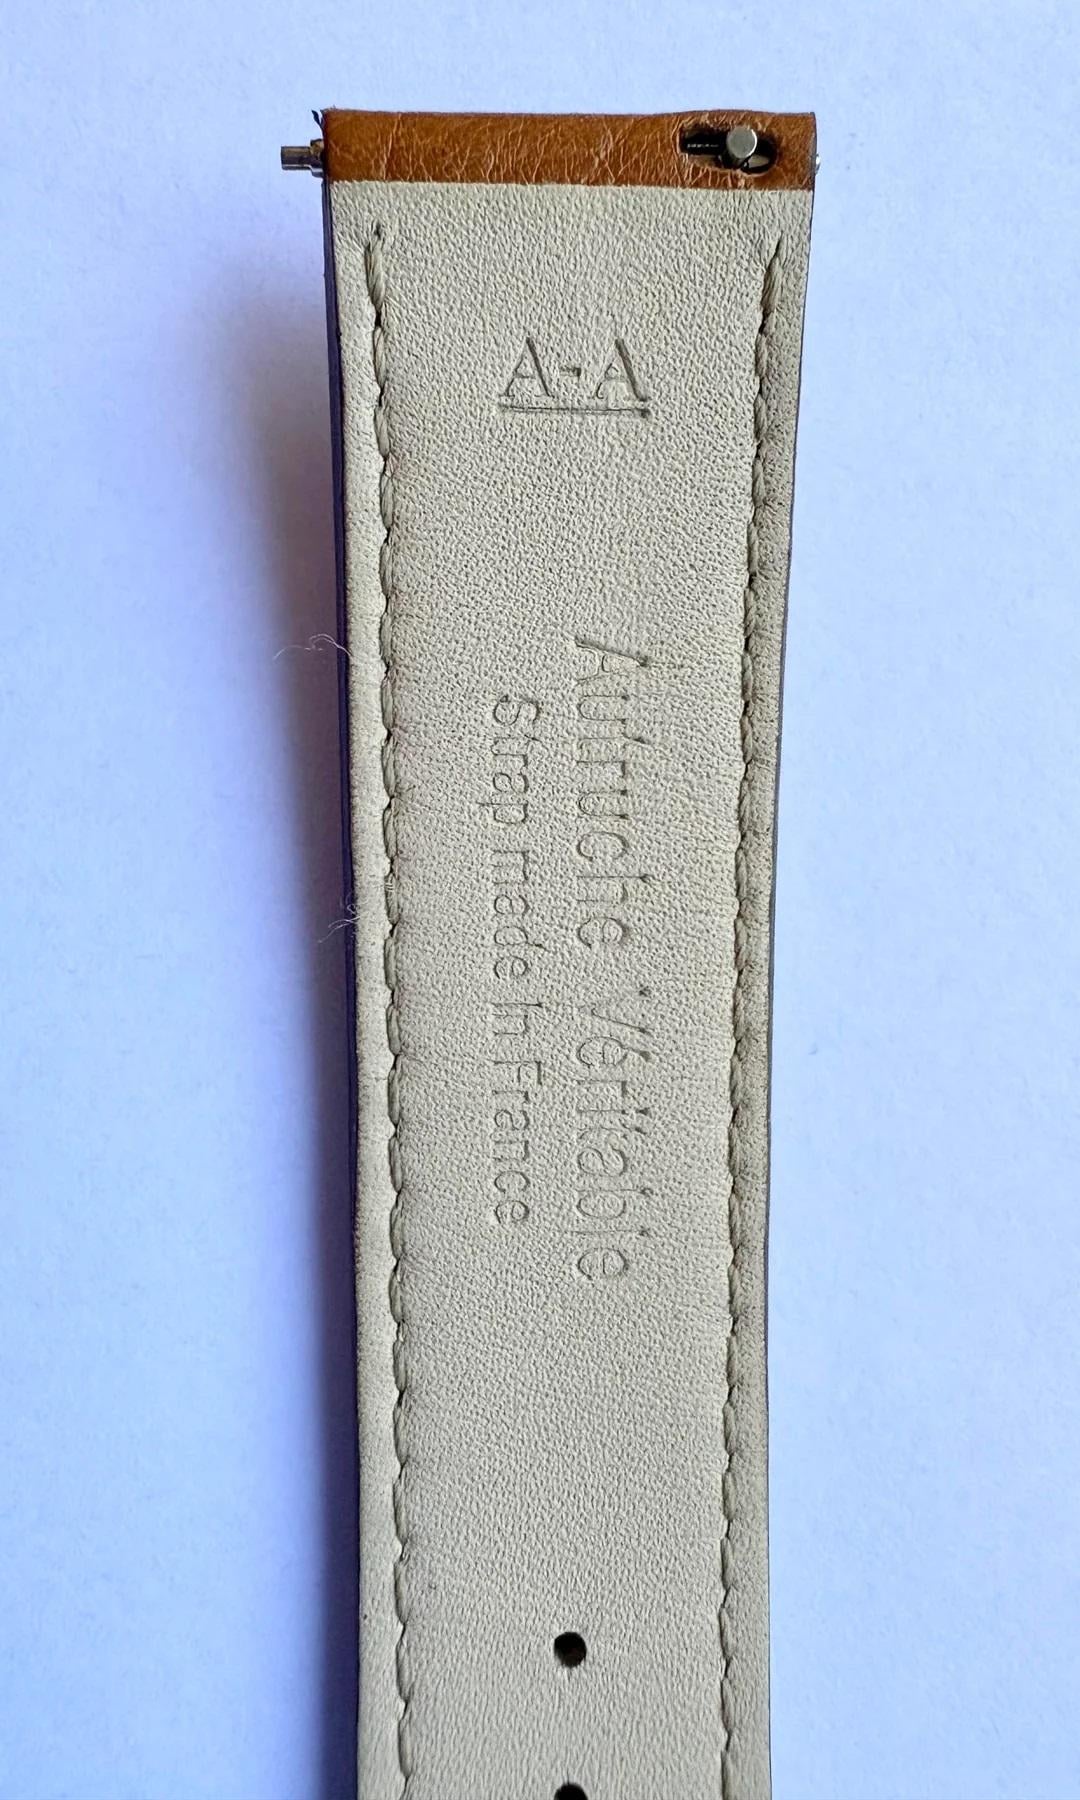 A-A
Autruche Véritable
Strap made in France